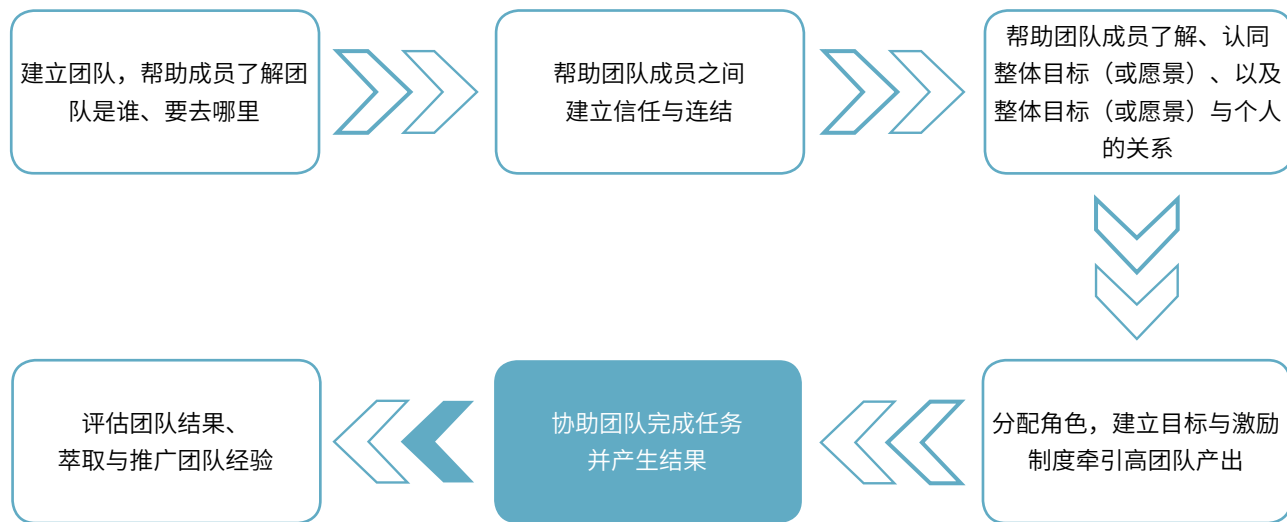 建立团队，帮助成员了解团
队是谁、要去哪里
帮助团队成员之间
建立信任与连结
帮助团队成员了解、认同
整体目标（或愿景）、以及
整体目标（或愿景）与个人
的关系
分配角色，建立目标与激励
制度牵引高团队产出
协助团队完成任务
并产生结果
评估团队结果、
萃取与推广团队经验